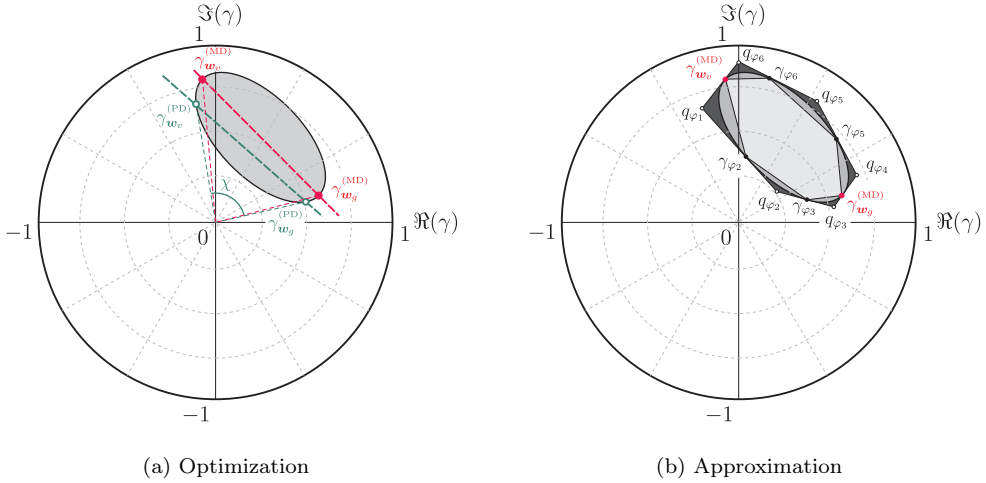 ℑ(γ)
1
γ_{w_v}^{(MD)}
γ_{w_v}^{(PD)}
λ
γ_{w_g}^{(MD)}
γ_{w_g}^{(PD)}
−1
0
1
ℜ(γ)
−1
(a) Optimization
ℑ(γ)
1
q_{φ_6}
γ_{w_v}^{(MD)}
γ_{φ_6}
q_{φ_5}
q_{φ_1}
γ_{φ_5}
γ_{φ_2}
q_{φ_4}
q_{φ_2}
γ_{φ_3}
γ_{w_g}^{(MD)}
q_{φ_3}
−1
0
1
ℜ(γ)
−1
(b) Approximation